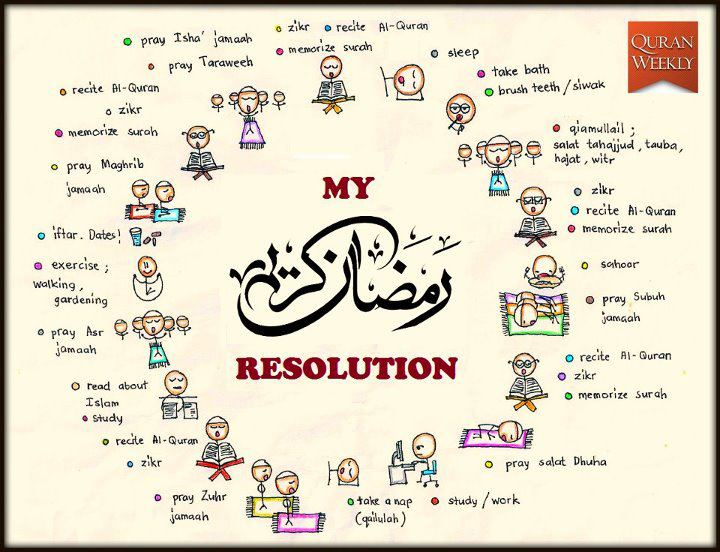 QURAN
WEEKLY
MY
رَمَضَان كريم
RESOLUTION
sleep
take bath
brush teeth / siwak
qiamullail ;
salat tahajjud, tauba,
hajat, witr
zikr
recite Al-Quran
memorize surah
sahoor
pray Subuh
jamaah
recite Al-Quran
zikr
memorize surah
pray salat Dhuha
study / work
take a nap
(qailulah)
pray Zuhr
jamaah
zikr
recite Al-Quran
study
read about
Islam
pray Asr
jamaah
exercise ;
walking,
gardening
iftar. Dates!
pray Maghrib
jamaah
memorize surah
zikr
recite Al-Quran
pray Taraweeh
pray Isha' jamaah
zikr
recite Al-Quran
memorize surah